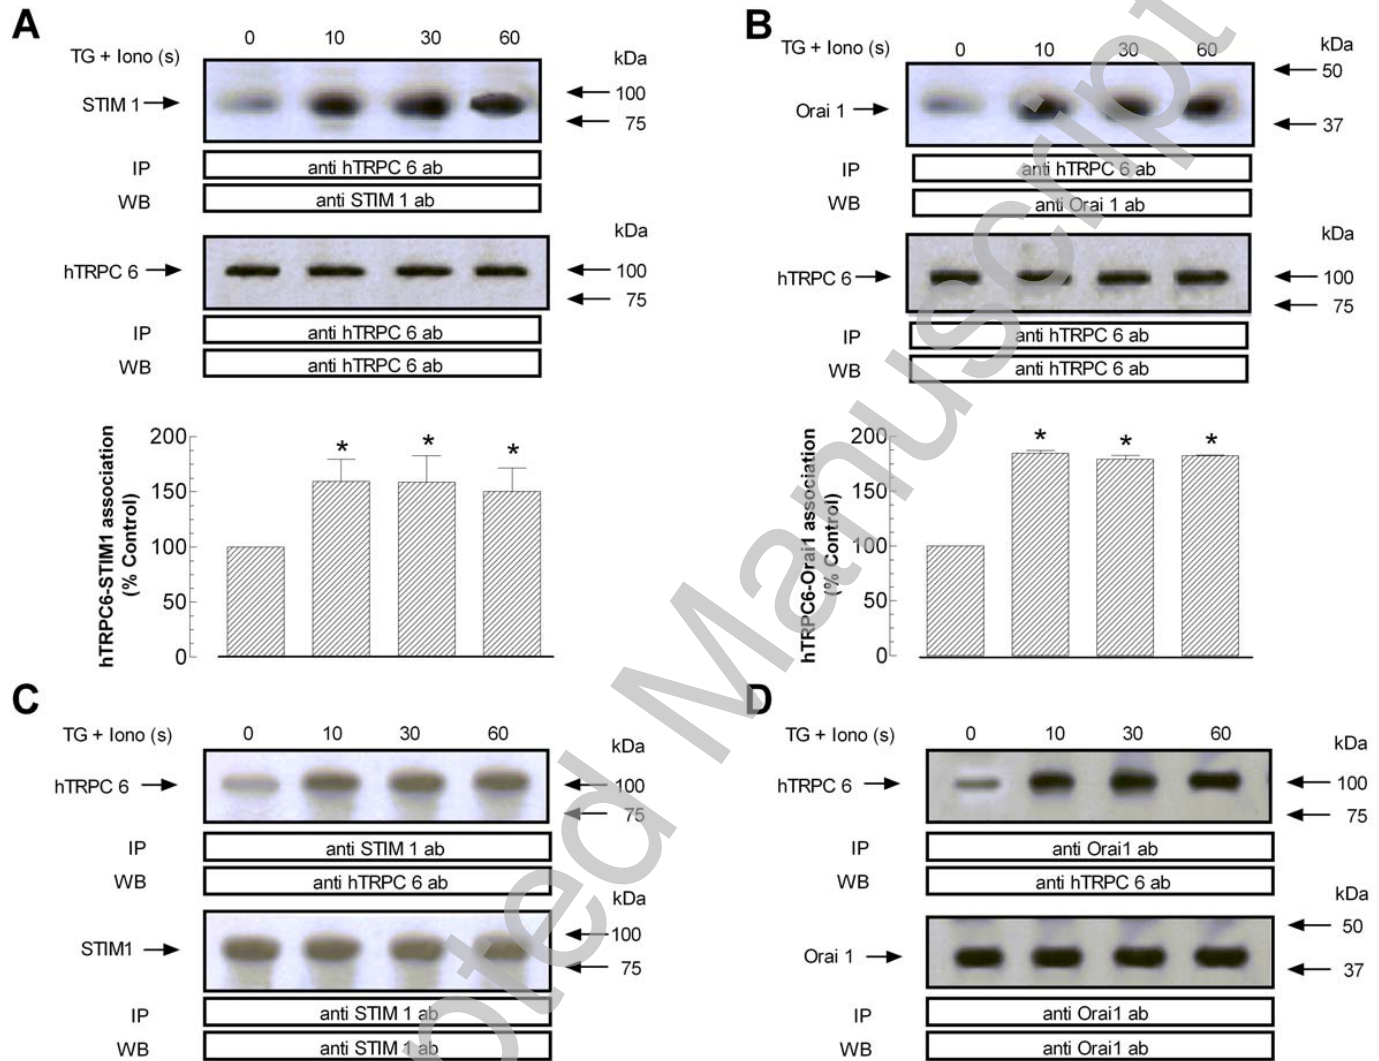 A
TG + Iono (s) 0 10 30 60
kDa
STIM 1
100
75
IP anti hTRPC 6 ab
WB anti STIM 1 ab
kDa
hTRPC 6
100
75
IP anti hTRPC 6 ab
WB anti hTRPC 6 ab
hTRPC6-STIM1 association
(% Control)
200
150
100
50
0
* * *
B
TG + Iono (s) 0 10 30 60
kDa
50
Orai 1
37
IP anti hTRPC 6 ab
WB anti Orai 1 ab
kDa
hTRPC 6
100
75
IP anti hTRPC 6 ab
WB anti hTRPC 6 ab
hTRPC6-Orai1 association
(% Control)
200
150
100
50
0
* * *
C
TG + Iono (s) 0 10 30 60
kDa
hTRPC 6
100
75
IP anti STIM 1 ab
WB anti hTRPC 6 ab
kDa
STIM1
100
75
IP anti STIM 1 ab
WB anti STIM 1 ab
D
TG + Iono (s) 0 10 30 60
kDa
hTRPC 6
100
75
IP anti Orai1 ab
WB anti hTRPC 6 ab
kDa
50
Orai 1
37
IP anti Orai1 ab
WB anti Orai1 ab
pted Manuscript